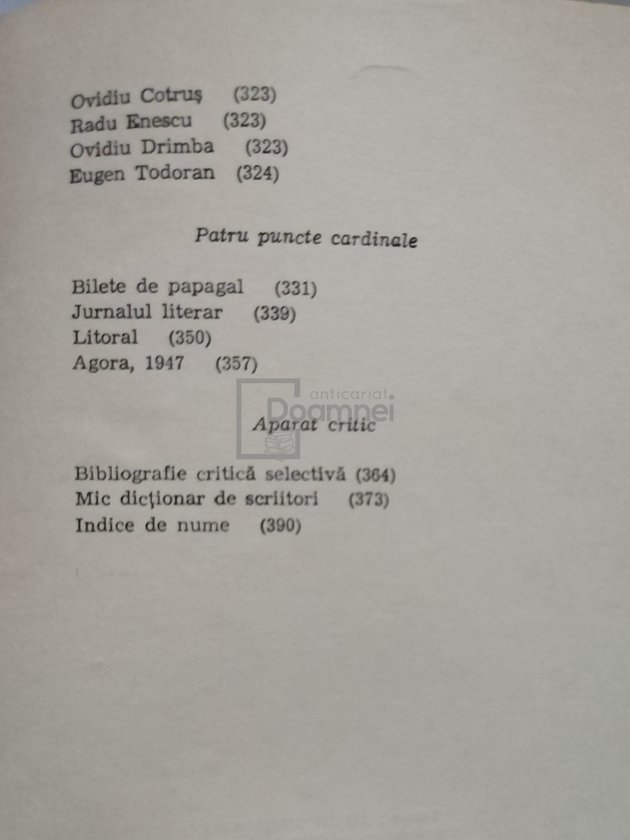 Ovidiu Cotruș (323)
Radu Enescu (323)
Ovidiu Drimba (323)
Eugen Todoran (324)
Patru puncte cardinale
Bilete de papagal (331)
Jurnalul literar (339)
Litoral (350)
Agora, 1947 (357)
anticariat
Doamnei
Aparat critic
Bibliografie critică selectivă (364)
Mic dicționar de scriitori (373)
Indice de nume (390)